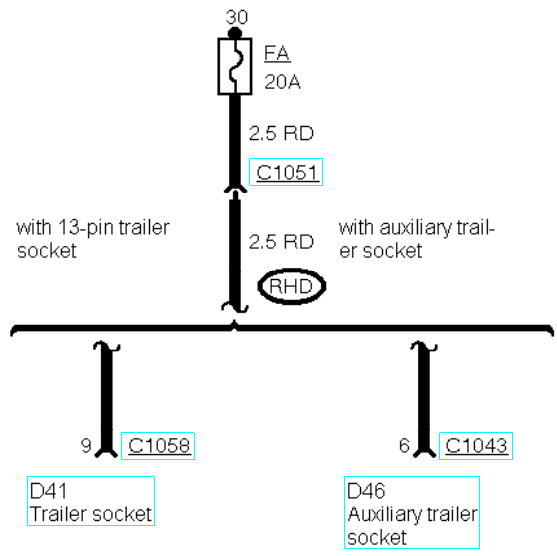 30
FA
20A
2.5 RD
C1051
with 13-pin trailer
socket
2.5 RD
with auxiliary trail-
er socket
RHD
9 C1058
6 C1043
D41
Trailer socket
D46
Auxiliary trailer
socket